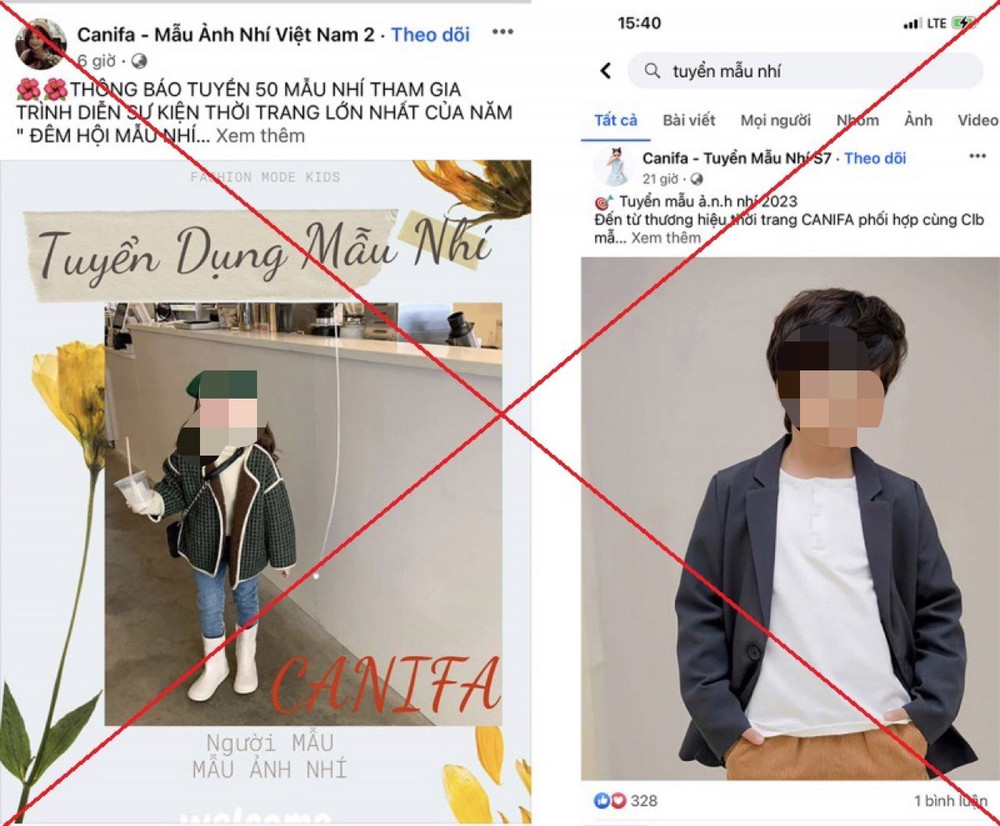 Canifa - Mẫu Ảnh Nhí Việt Nam 2 · Theo dõi
6 giờ ·
THÔNG BÁO TUYỂN 50 MẪU NHÍ THAM GIA
TRÌNH DIỄN SỰ KIỆN THỜI TRANG LỚN NHẤT CỦA NĂM
" ĐÊM HỘI MẪU NHÍ... Xem thêm
FASHION MODE KIDS
Tuyển Dụng Mẫu Nhí
CANIFA
Người MẪU
MẪU ẢNH NHÍ
welcome
15:40
LTE
tuyển mẫu nhí
Tất cả
Bài viết
Mọi người
Nhóm
Ảnh
Video
Canifa - Tuyển Mẫu Nhí S7 · Theo dõi
21 giờ ·
Tuyển mẫu ả.n.h nhí 2023
Đến từ thương hiệu thời trang CANIFA phối hợp cùng Clb
mẫ... Xem thêm
328
1 bình luận